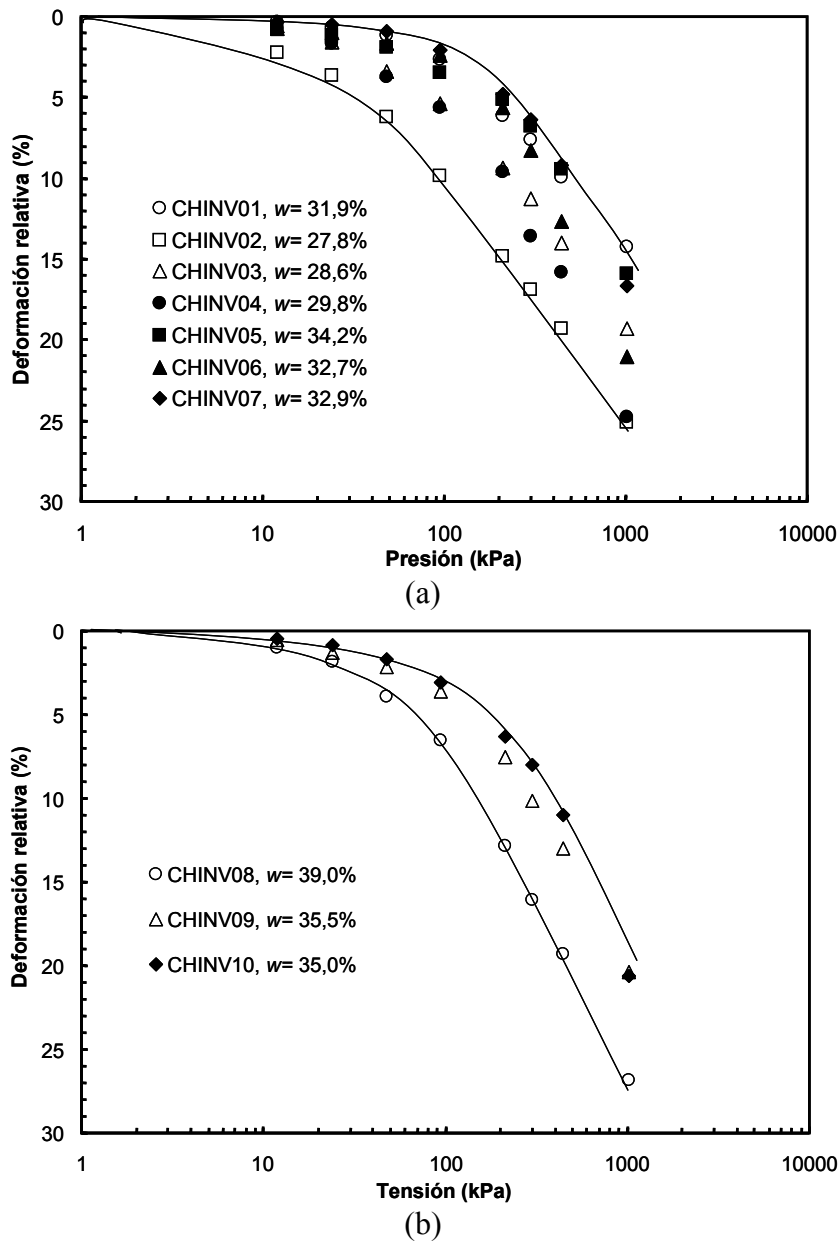 0
5
10
15
20
25
30
Deformación relativa (%)
CHINV01, w= 31,9%
CHINV02, w= 27,8%
CHINV03, w= 28,6%
CHINV04, w= 29,8%
CHINV05, w= 34,2%
CHINV06, w= 32,7%
CHINV07, w= 32,9%
1 10 100 1000 10000
Presión (kPa)
(a)
0
5
10
15
20
25
30
Deformación relativa (%)
CHINV08, w= 39,0%
CHINV09, w= 35,5%
CHINV10, w= 35,0%
1 10 100 1000 10000
Tensión (kPa)
(b)